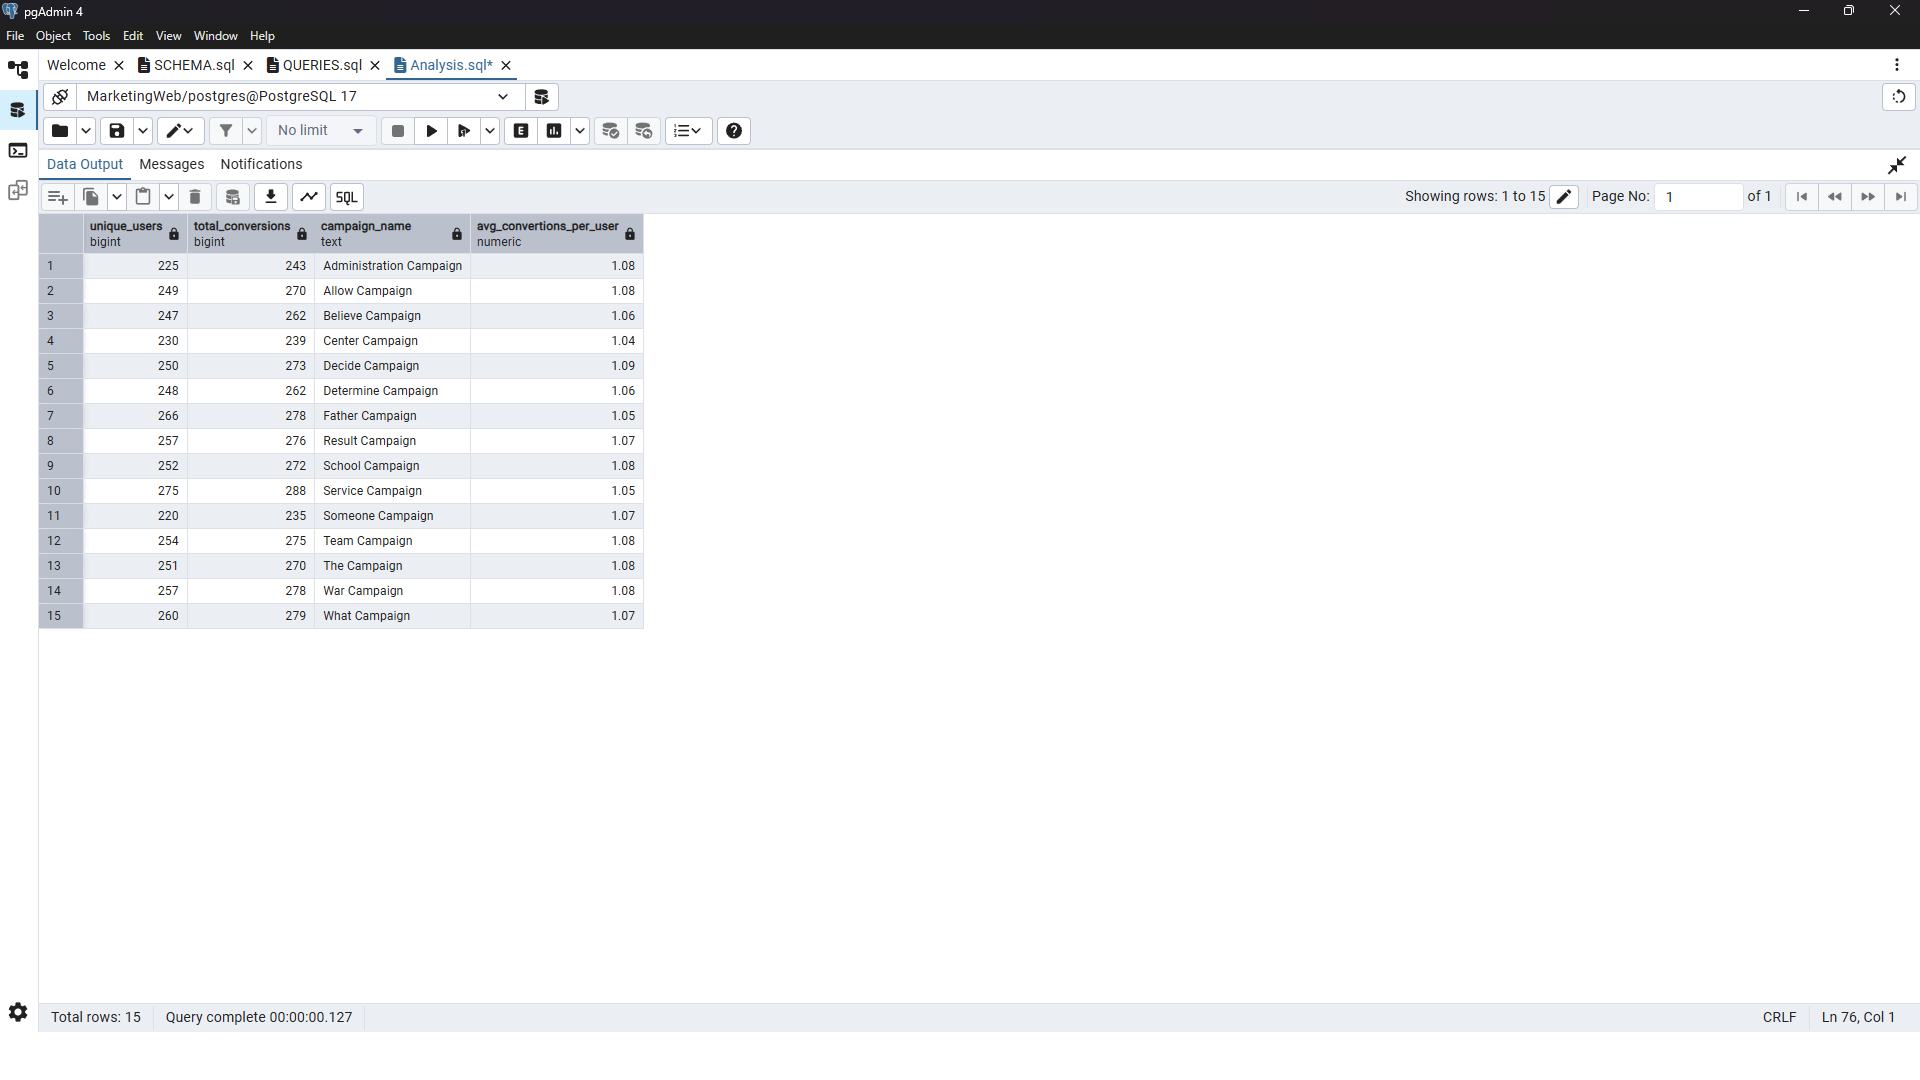 pgAdmin 4
File Object Tools Edit View Window Help
Welcome SCHEMA.sql QUERIES.sql Analysis.sql*
MarketingWeb/postgres@PostgreSQL 17
No limit E
Data Output Messages Notifications
SQL Showing rows: 1 to 15 Page No: 1 of 1
unique_users total_conversions campaign_name avg_convertions_per_user
bigint bigint text numeric
1 225 243 Administration Campaign 1.08
2 249 270 Allow Campaign 1.08
3 247 262 Believe Campaign 1.06
4 230 239 Center Campaign 1.04
5 250 273 Decide Campaign 1.09
6 248 262 Determine Campaign 1.06
7 266 278 Father Campaign 1.05
8 257 276 Result Campaign 1.07
9 252 272 School Campaign 1.08
10 275 288 Service Campaign 1.05
11 220 235 Someone Campaign 1.07
12 254 275 Team Campaign 1.08
13 251 270 The Campaign 1.08
14 257 278 War Campaign 1.08
15 260 279 What Campaign 1.07
Total rows: 15 Query complete 00:00:00.127 CRLF Ln 76, Col 1